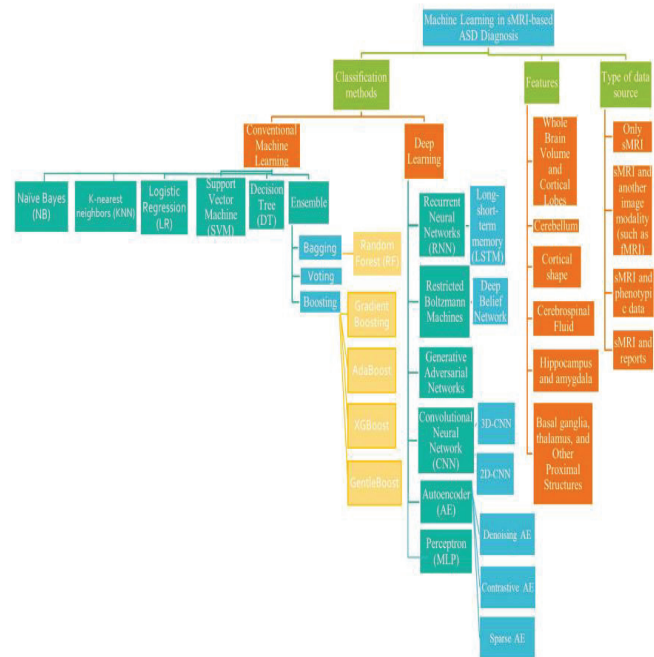 Machine Learning in sMRI-based
ASD Diagnosis
Classification
methods
Features
Type of data
source
Conventional
Machine
Learning
Deep
Learning
Naïve Bayes
(NB)
K-nearest
neighbors (KNN)
Logistic
Regression
(LR)
Support
Vector
Machine
(SVM)
Decision
Tree
(DT)
Ensemble
Bagging
Random
Forest (RF)
Voting
Boosting
Gradient
Boosting
AdaBoost
XGBoost
GentleBoost
Recurrent
Neural
Networks
(RNN)
Long-
short-
term
memory
(LSTM)
Restricted
Boltzmann
Machines
Deep
Belief
Network
Generative
Adversarial
Networks
Convolutional
Neural
Network
(CNN)
3D-CNN
2D-CNN
Autoencoder
(AE)
Denoising AE
Contrastive AE
Sparse AE
Perceptron
(MLP)
Whole
Brain
Volume
and
Cortical
Lobes
Cerebellum
Cortical
shape
Cerebrospinal
Fluid
Hippocampus
and amygdala
Basal ganglia,
thalamus, and
Other
Proximal
Structures
Only
sMRI
sMRI and
another
image
modality
(such as
fMRI)
sMRI and
phenotypi
c data
sMRI and
reports